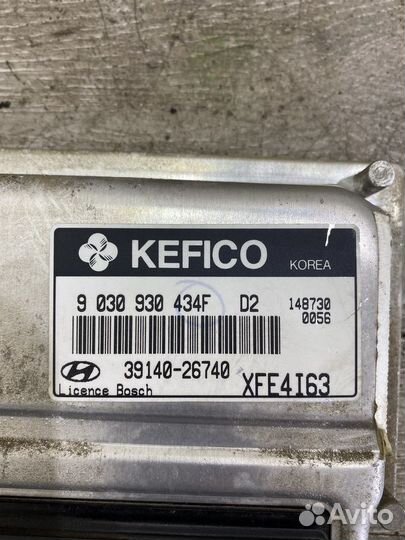 KEFICO KOREA
9 030 930 434F D2 148730
0056
39140-26740
Licence Bosch XFE4I63
Avito